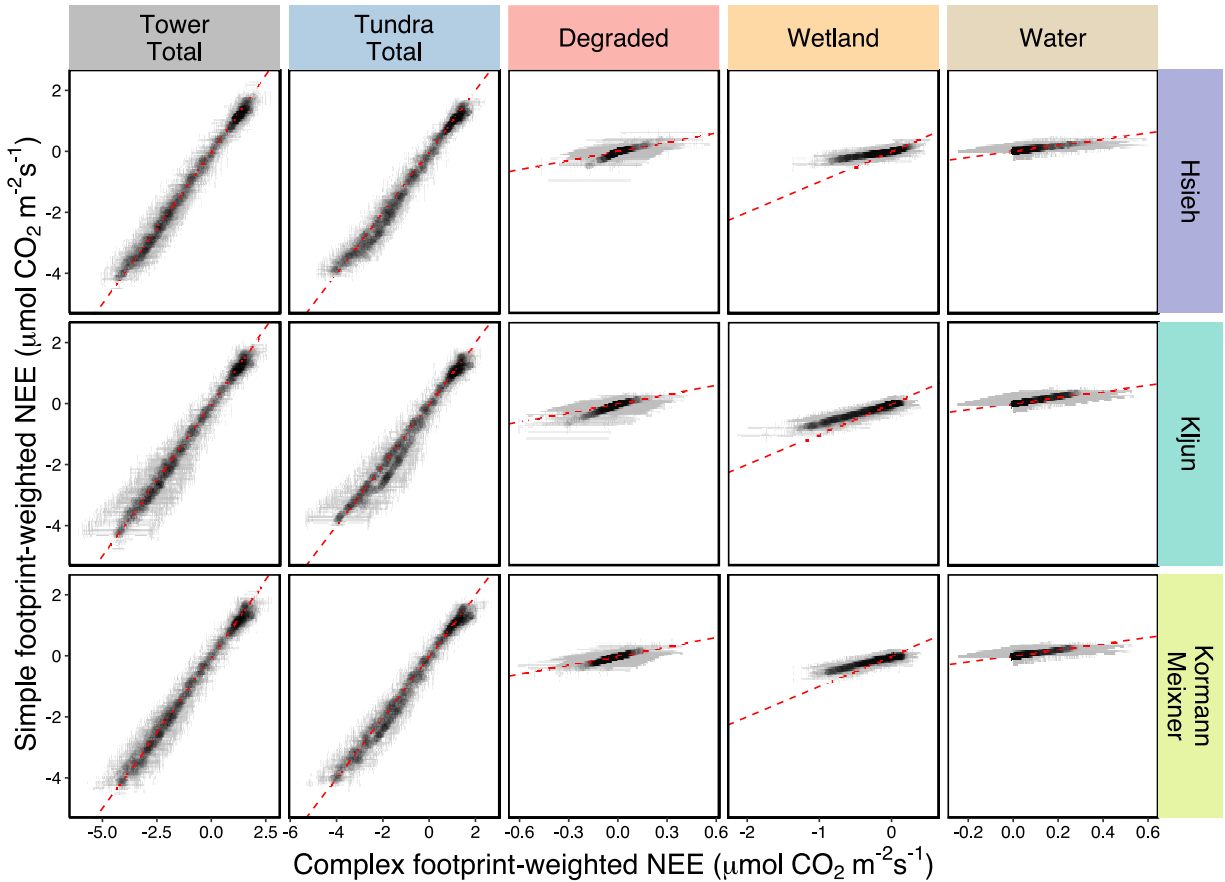 Tower
Total
Tundra
Total
Degraded
Wetland
Water
Simple footprint-weighted NEE (μmol CO2 m-2s-1)
2
0
-2
-4
Hsieh
2
0
-2
-4
Kljun
2
0
-2
-4
Kormann
Meixner
-5.0 -2.5 0.0 2.5
-6 -4 -2 0 2
-0.6 -0.3 0.0 0.3 0.6
-2 -1 0
-0.2 0.0 0.2 0.4 0.6
Complex footprint-weighted NEE (μmol CO2 m-2s-1)